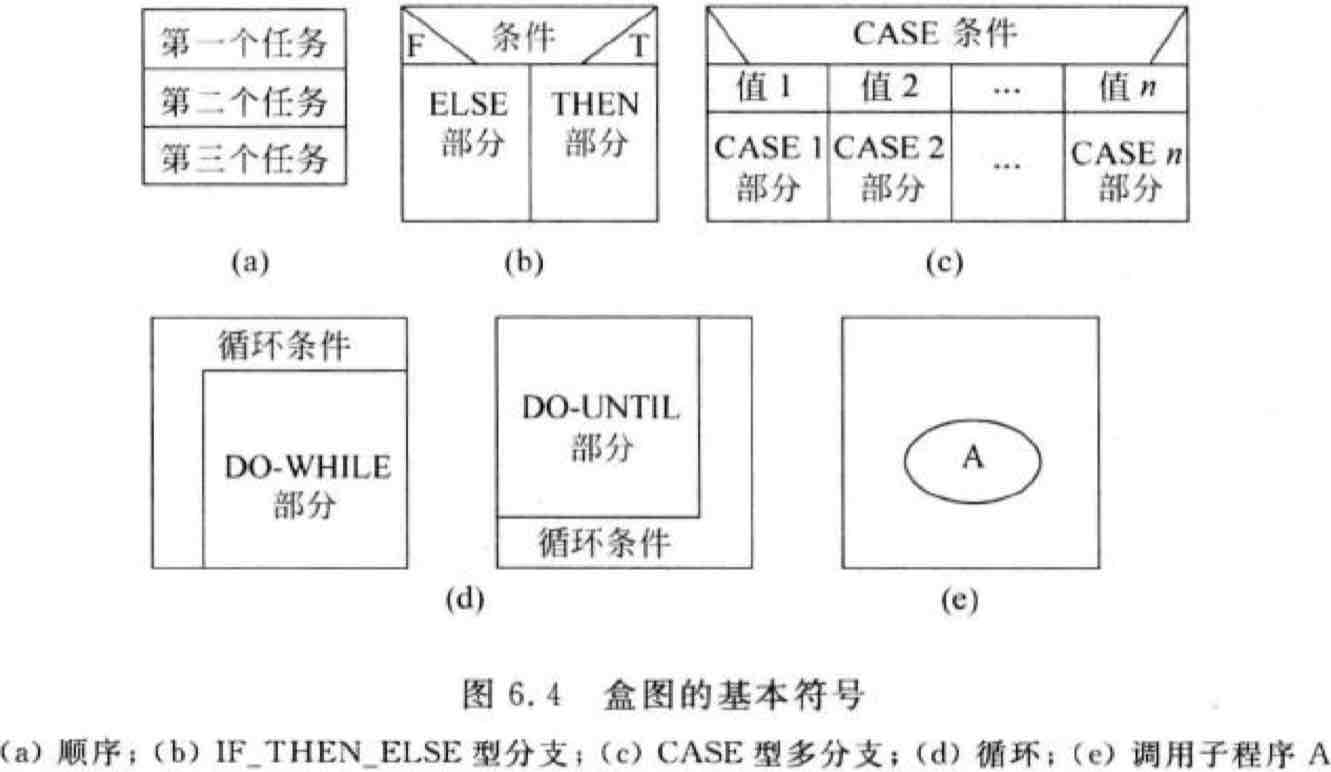 第一个任务
第二个任务
第三个任务
(a)
F 条件 T
ELSE THEN
部分 部分
(b)
CASE 条件
值 1 值 2 … 值 n
CASE 1 CASE 2 … CASE n
部分 部分 部分
(c)
循环条件
DO-WHILE
部分
DO-UNTIL
部分
循环条件
(d)
A
(e)
图 6.4 盒图的基本符号
(a) 顺序; (b) IF_THEN_ELSE 型分支; (c) CASE 型多分支; (d) 循环; (e) 调用子程序 A